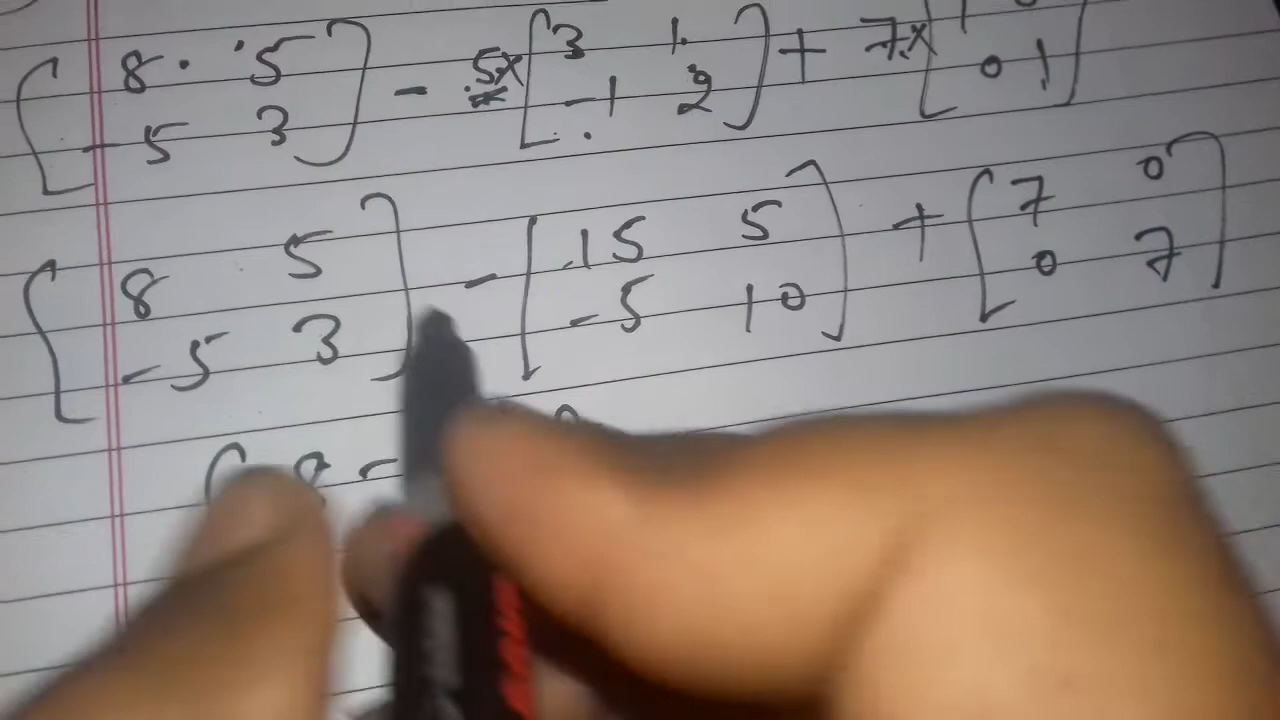 [ 8 5 ] - 5x [ 3 1 ] + 7x [ 1
-5 3 -1 2 0 1
[ 8 5 ] - [ 15 5 ] + [ 7 0 ]
-5 3 -5 10 0 7